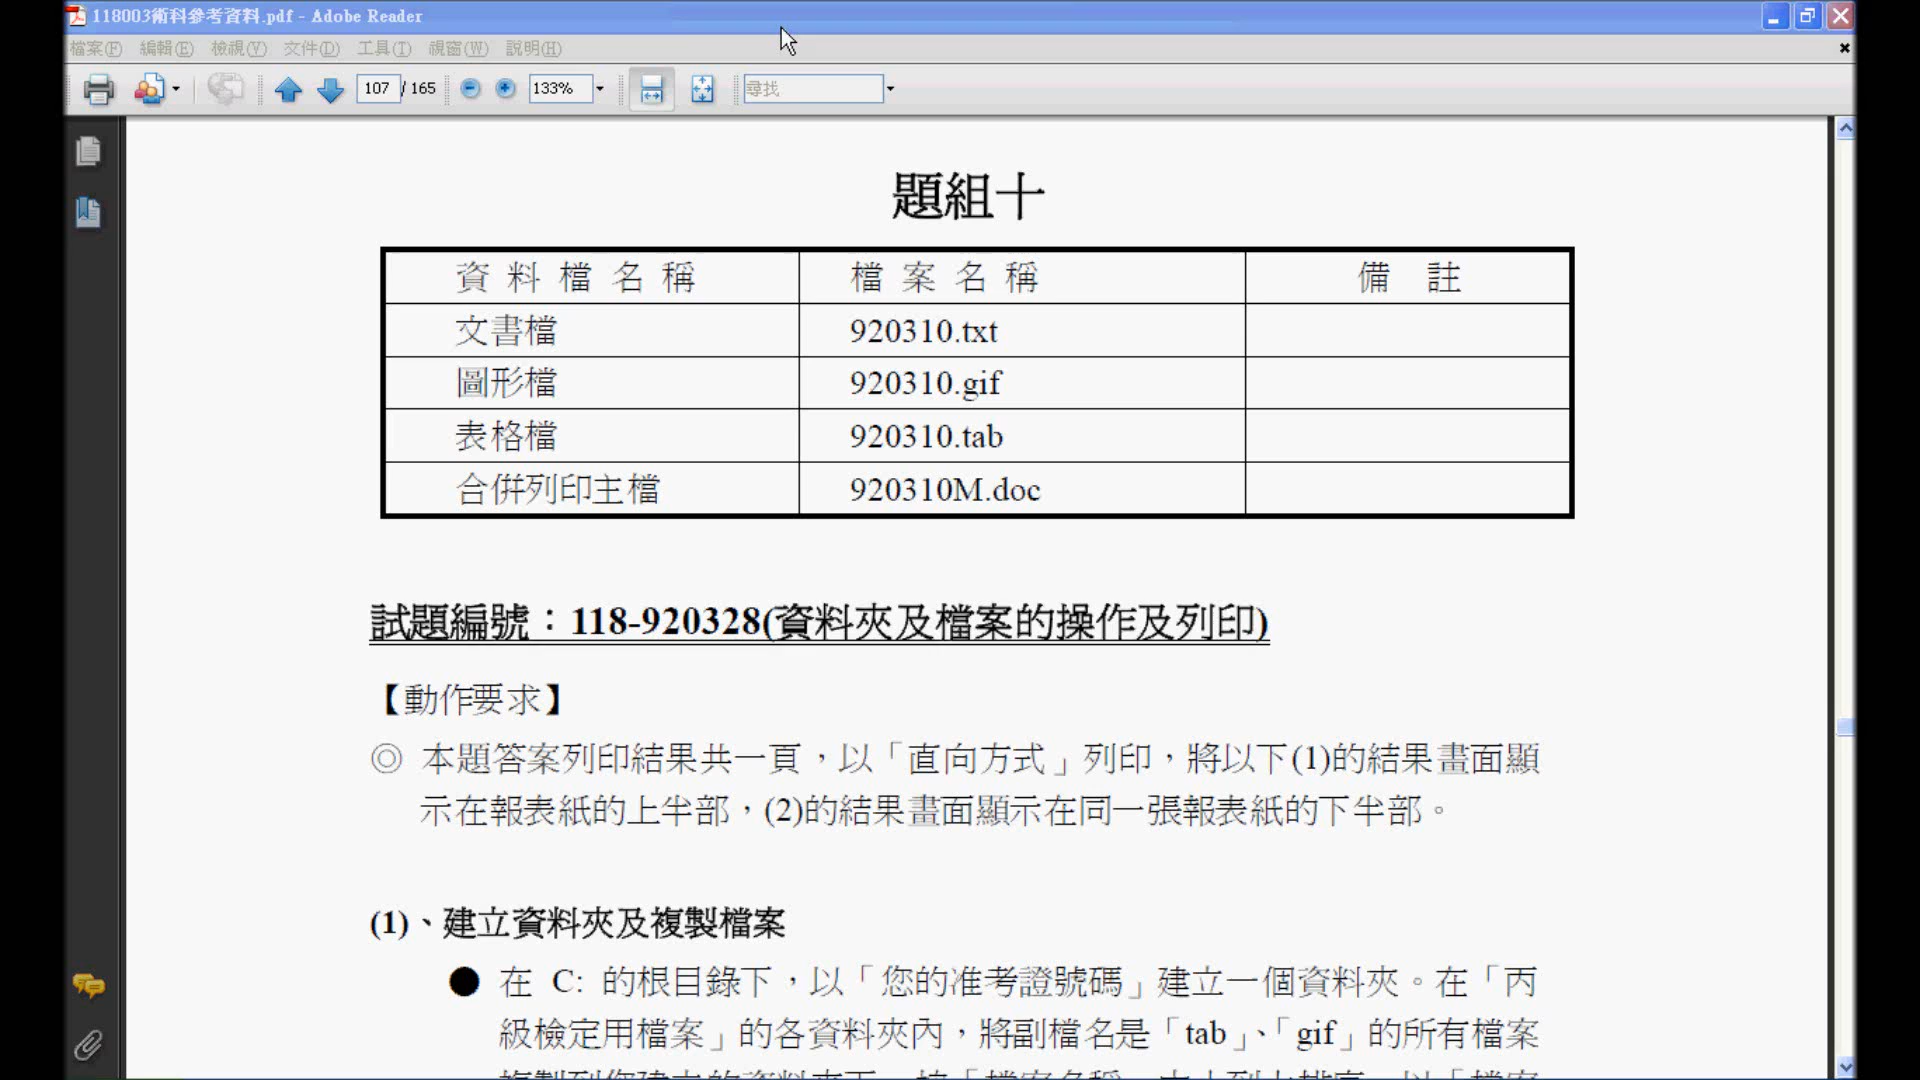 118003術科參考資料.pdf - Adobe Reader
檔案(F) 編輯(E) 檢視(V) 文件(D) 工具(T) 視窗(W) 說明(H)
107 / 165 133% 尋找
題組十
資料檔名稱 檔案名稱 備註
文書檔 920310.txt
圖形檔 920310.gif
表格檔 920310.tab
合併列印主檔 920310M.doc
試題編號：118-920328(資料夾及檔案的操作及列印)
【動作要求】
◎ 本題答案列印結果共一頁，以「直向方式」列印，將以下(1)的結果畫面顯
示在報表紙的上半部，(2)的結果畫面顯示在同一張報表紙的下半部。
(1)、建立資料夾及複製檔案
● 在 C: 的根目錄下，以「您的准考證號碼」建立一個資料夾。在「丙
級檢定用檔案」的各資料夾內，將副檔名是「tab」、「gif」的所有檔案